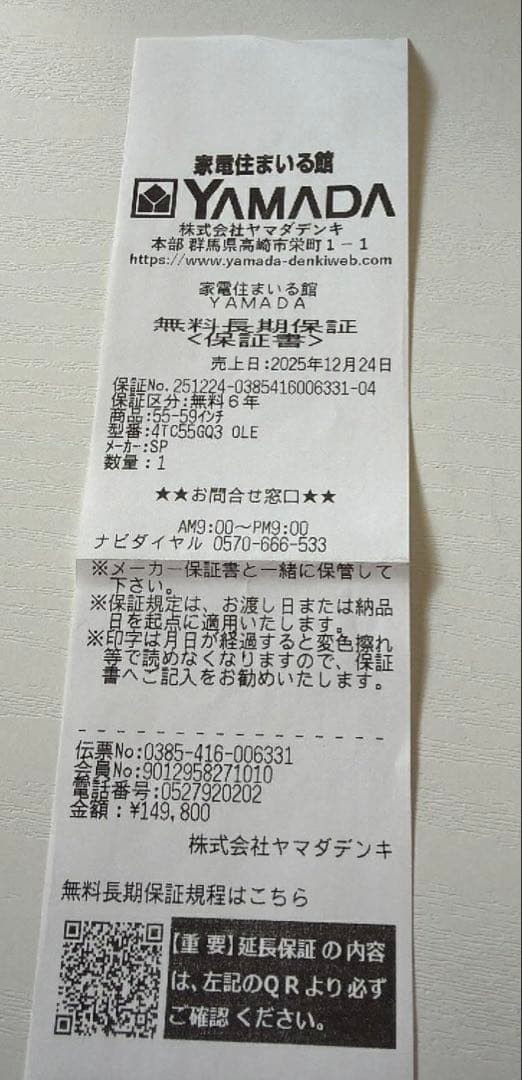 家電住まいる館
YAMADA
株式会社ヤマダデンキ
本部 群馬県高崎市栄町１－１
https://www.yamada-denkiweb.com
家電住まいる館
YAMADA
無料長期保証
<保証書>
売上日:2025年12月24日
保証No.251224-0385416006331-04
保証区分:無料６年
商品:55-59ｲﾝﾁ
型番:4TC55GQ3 OLE
ﾒｰｶｰ:SP
数量:1
★★お問合せ窓口★★
AM9:00～PM9:00
ナビダイヤル 0570-666-533
※メーカー保証書と一緒に保管して
下さい。
※保証規定は、お渡し日または納品
日を起点に適用いたします。
※印字は月日が経過すると変色擦れ
等で読めなくなりますので、保証
書へご記入をお勧めいたします。
伝票No:0385-416-006331
会員No:9012958271010
電話番号:0527920202
金額:¥149,800
株式会社ヤマダデンキ
無料長期保証規程はこちら
【重要】延長保証の内容
は、左記のQRより必ず
ご確認ください。